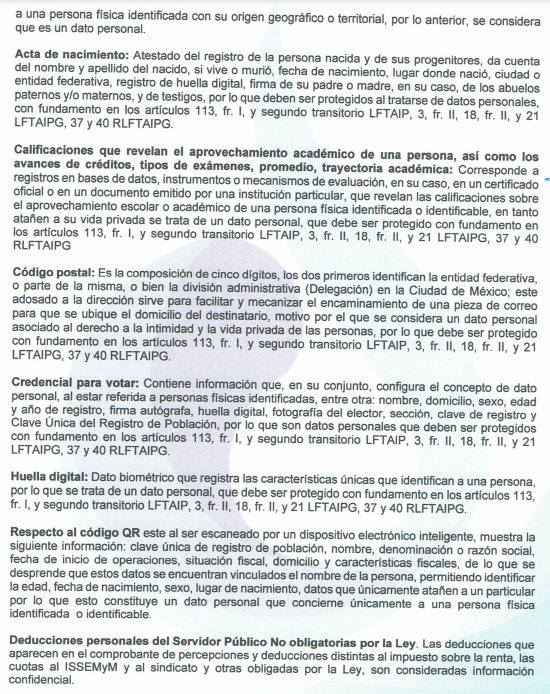 a una persona física identificada con su origen geográfico o territorial, por lo anterior, se considera
que es un dato personal.
Acta de nacimiento: Atestado del registro de la persona nacida y de sus progenitores, da cuenta
del nombre y apellido del nacido, si vive o murió, fecha de nacimiento, lugar donde nació, ciudad o
entidad federativa, registro de huella digital, firma de su padre o madre, en su caso, de los abuelos
paternos y/o maternos, y de testigos, por lo que deben ser protegidos al tratarse de datos personales,
con fundamento en los artículos 113, fr. I, y segundo transitorio LFTAIP, 3, fr. II, 18, fr. II, y 21
LFTAIPG, 37 y 40 RLFTAIPG.
Calificaciones que revelan el aprovechamiento académico de una persona, así como los
avances de créditos, tipos de exámenes, promedio, trayectoria académica: Corresponde a
registros en bases de datos, instrumentos o mecanismos de evaluación, en su caso, en un certificado
oficial o en un documento emitido por una institución particular, que revelan las calificaciones sobre
el aprovechamiento escolar o académico de una persona física identificada o identificable, en tanto
atañen a su vida privada se trata de un dato personal, que debe ser protegido con fundamento en
los artículos 113, fr. I, y segundo transitorio LFTAIP, 3, fr. II, 18, fr. II, y 21 LFTAIPG, 37 y 40
RLFTAIPG
Código postal: Es la composición de cinco dígitos, los dos primeros identifican la entidad federativa,
o parte de la misma, o bien la división administrativa (Delegación) en la Ciudad de México; este
adosado a la dirección sirve para facilitar y mecanizar el encaminamiento de una pieza de correo
para que se ubique el domicilio del destinatario, motivo por el que se considera un dato personal
asociado al derecho a la intimidad y la vida privada de las personas, por lo que debe ser protegido
con fundamento en los artículos 113, fr. I, y segundo transitorio LFTAIP, 3, fr. II, 18, fr. II, y 21
LFTAIPG, 37 y 40 RLFTAIPG.
Credencial para votar: Contiene información que, en su conjunto, configura el concepto de dato
personal, al estar referida a personas físicas identificadas, entre otra: nombre, domicilio, sexo, edad
y año de registro, firma autógrafa, huella digital, fotografía del elector, sección, clave de registro y
Clave Única del Registro de Población, por lo que son datos personales que deben ser protegidos
con fundamento en los artículos 113, fr. I, y segundo transitorio LFTAIP, 3, fr. II, 18, fr. II, y 21
LFTAIPG, 37 y 40 RLFTAIPG.
Huella digital: Dato biométrico que registra las características únicas que identifican a una persona,
por lo que se trata de un dato personal, que debe ser protegido con fundamento en los artículos 113,
fr. I, y segundo transitorio LFTAIP, 3, fr. II, 18, fr. II, y 21 LFTAIPG, 37 y 40 RLFTAIPG.
Respecto al código QR este al ser escaneado por un dispositivo electrónico inteligente, muestra la
siguiente información: clave única de registro de población, nombre, denominación o razón social,
fecha de inicio de operaciones, situación fiscal, domicilio y características fiscales, de lo que se
desprende que estos datos se encuentran vinculados el nombre de la persona, permitiendo identificar
la edad, fecha de nacimiento, sexo, lugar de nacimiento, datos que únicamente atañen a un particular
por lo que esto constituye un dato personal que concierne únicamente a una persona física
identificada o identificable.
Deducciones personales del Servidor Público No obligatorias por la Ley. Las deducciones que
aparecen en el comprobante de percepciones y deducciones distintas al impuesto sobre la renta, las
cuotas al ISSEMyM y al sindicato y otras obligadas por la Ley, son consideradas información
confidencial.